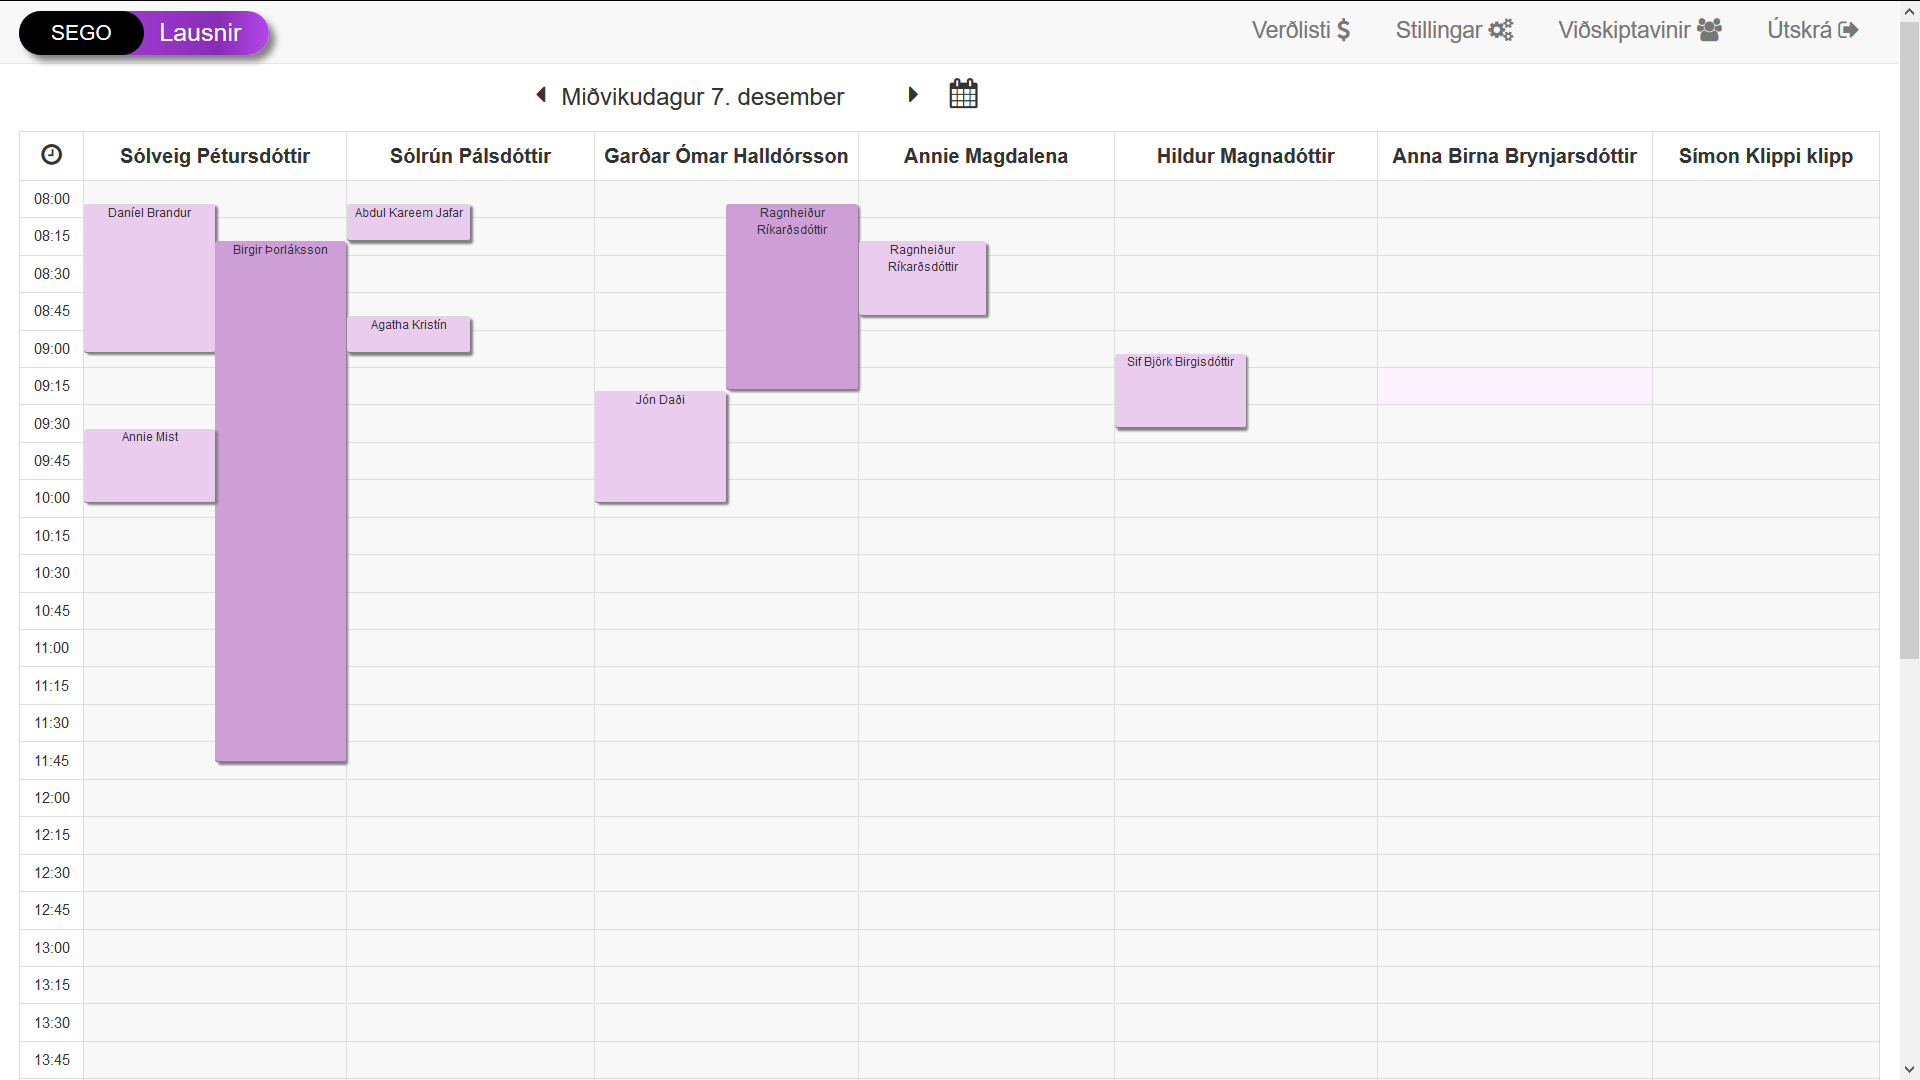 SEGO Lausnir
Verðlisti
Stillingar
Viðskiptavinir
Útskrá
Miðvikudagur 7. desember
Sólveig Pétursdóttir
Sólrún Pálsdóttir
Garðar Ómar Halldórsson
Annie Magdalena
Hildur Magnadóttir
Anna Birna Brynjarsdóttir
Símon Klippi klipp
08:00
Daníel Brandur
Abdul Kareem Jafar
Ragnheiður
Ríkarðsdóttir
08:15
Birgir Þorláksson
Ragnheiður
Ríkarðsdóttir
08:30
08:45
Agatha Kristín
09:00
Sif Björk Birgisdóttir
09:15
Jón Daði
09:30
Annie Mist
09:45
10:00
10:15
10:30
10:45
11:00
11:15
11:30
11:45
12:00
12:15
12:30
12:45
13:00
13:15
13:30
13:45